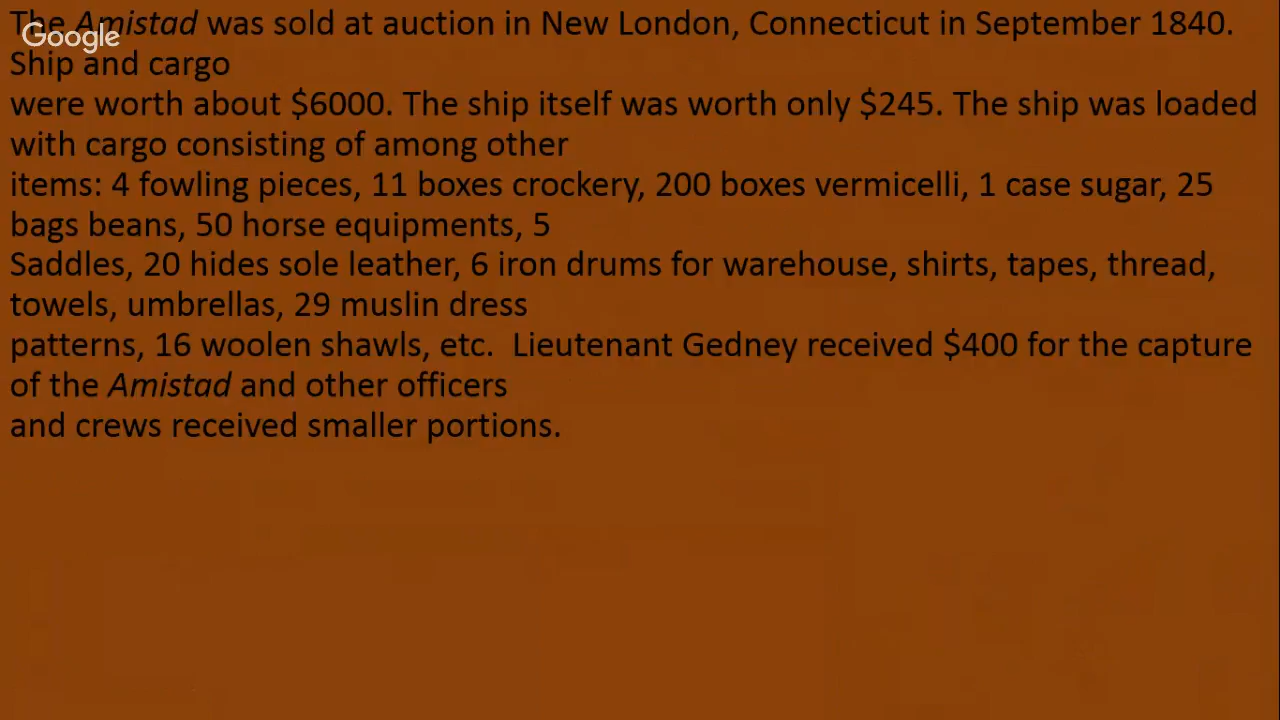 The Amistad was sold at auction in New London, Connecticut in September 1840.
Google
Ship and cargo
were worth about $6000. The ship itself was worth only $245. The ship was loaded
with cargo consisting of among other
items: 4 fowling pieces, 11 boxes crockery, 200 boxes vermicelli, 1 case sugar, 25
bags beans, 50 horse equipments, 5
Saddles, 20 hides sole leather, 6 iron drums for warehouse, shirts, tapes, thread,
towels, umbrellas, 29 muslin dress
patterns, 16 woolen shawls, etc.  Lieutenant Gedney received $400 for the capture
of the Amistad and other officers
and crews received smaller portions.